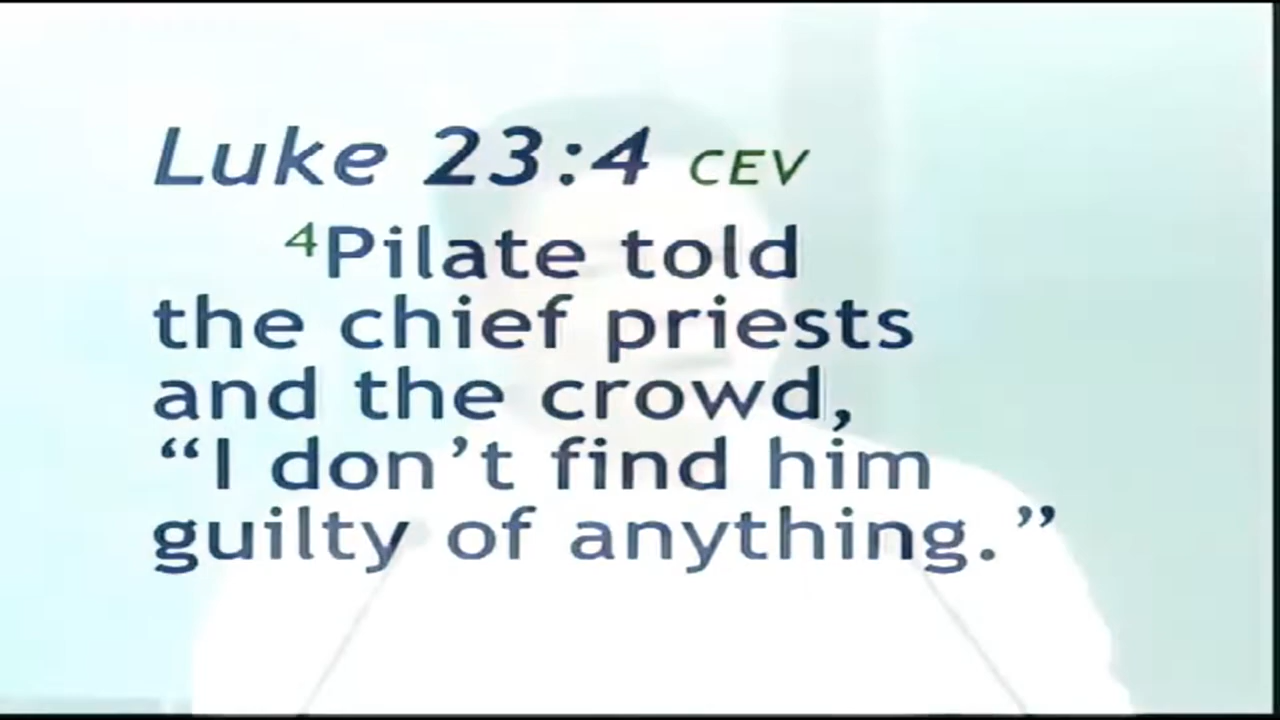 Luke 23:4 CEV
⁴Pilate told
the chief priests
and the crowd,
“I don’t find him
guilty of anything.”